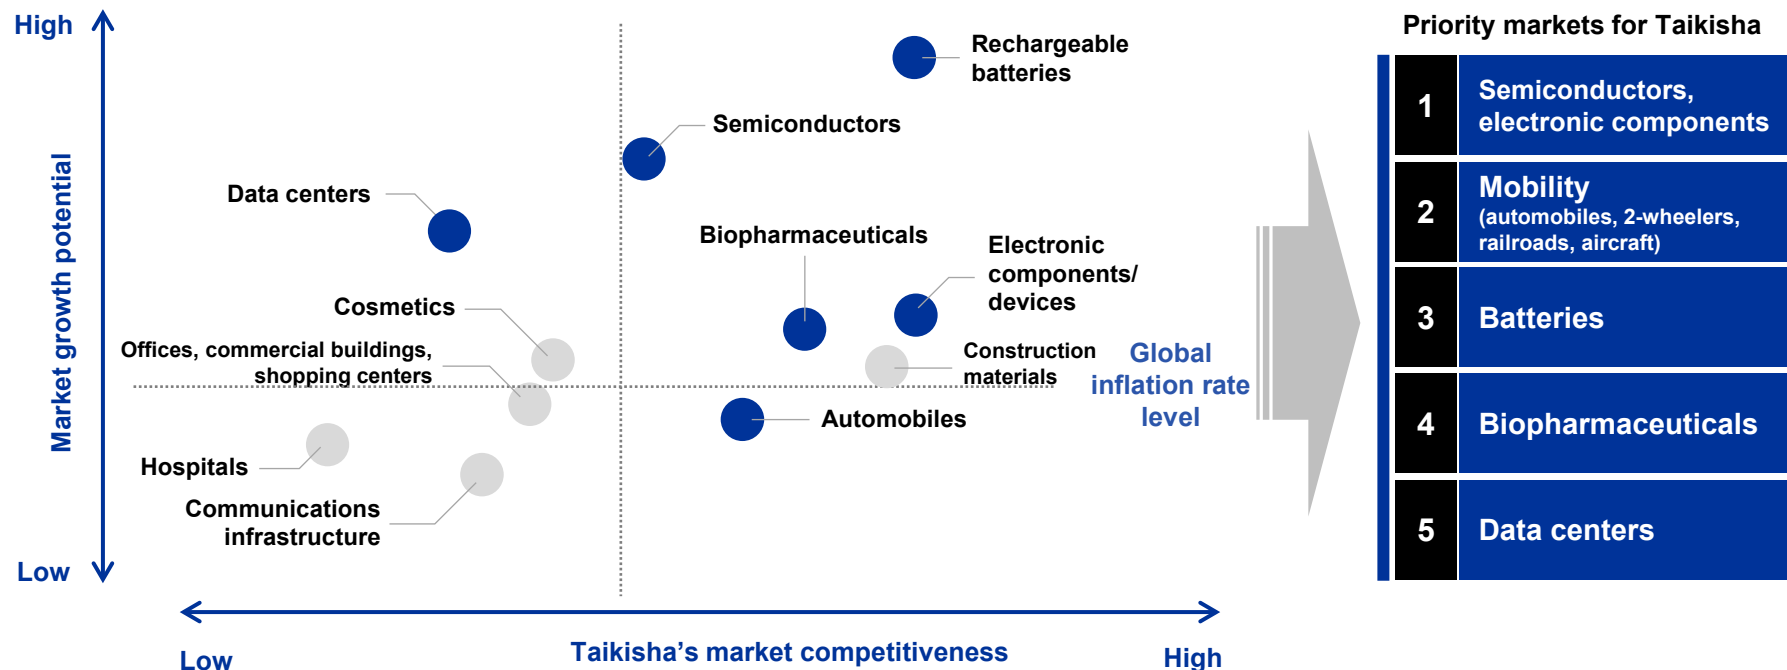 High
Market growth potential
Low
Rechargeable
batteries
Semiconductors
Data centers
Biopharmaceuticals
Electronic
components/
devices
Cosmetics
Offices, commercial buildings,
shopping centers
Construction
materials
Global
inflation rate
level
Automobiles
Hospitals
Communications
infrastructure
Low
Taikisha’s market competitiveness
High
Priority markets for Taikisha
1
Semiconductors,
electronic components
2
Mobility
(automobiles, 2-wheelers,
railroads, aircraft)
3
Batteries
4
Biopharmaceuticals
5
Data centers